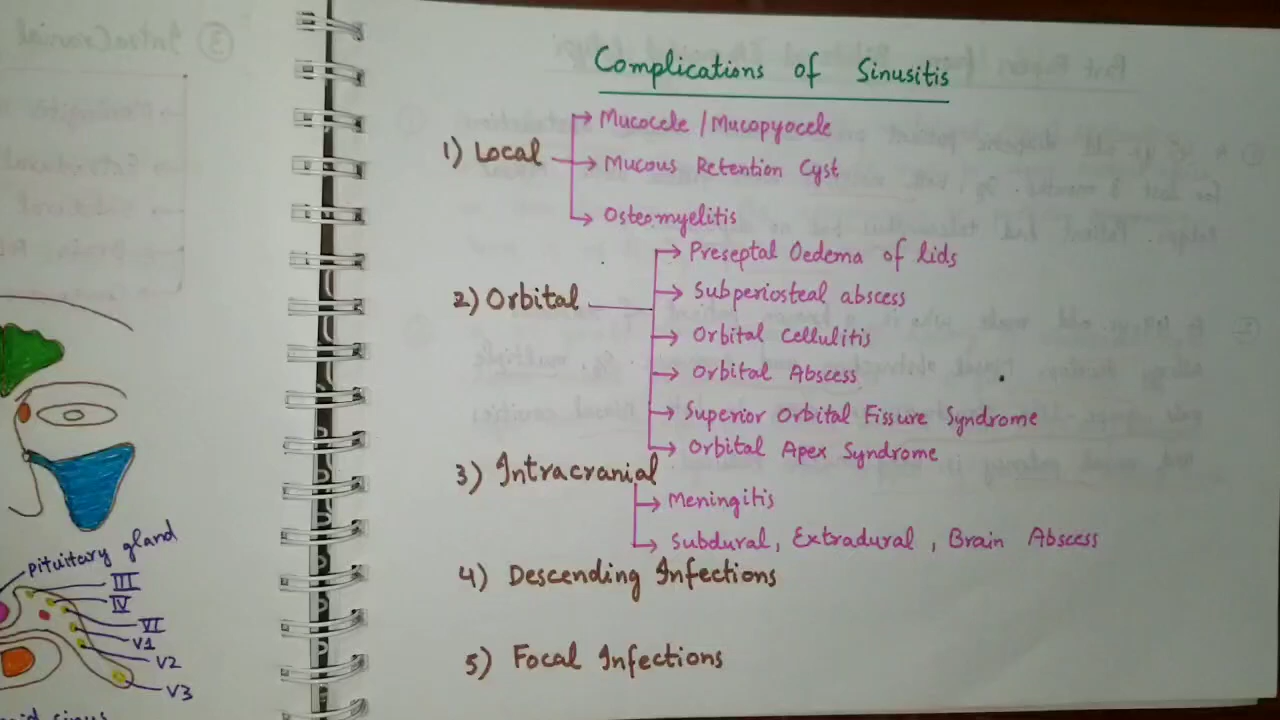 Complications of Sinusitis
1) Local
Mucocele / Mucopyocele
Mucous Retention Cyst
Osteomyelitis
2) Orbital
Preseptal Oedema of lids
Subperiosteal abscess
Orbital Cellulitis
Orbital Abscess
Superior Orbital Fissure Syndrome
Orbital Apex Syndrome
3) Intracranial
Meningitis
Subdural, Extradural, Brain Abscess
4) Descending Infections
5) Focal Infections
pituitary gland
III
IV
VI
V1
V2
V3
sinus